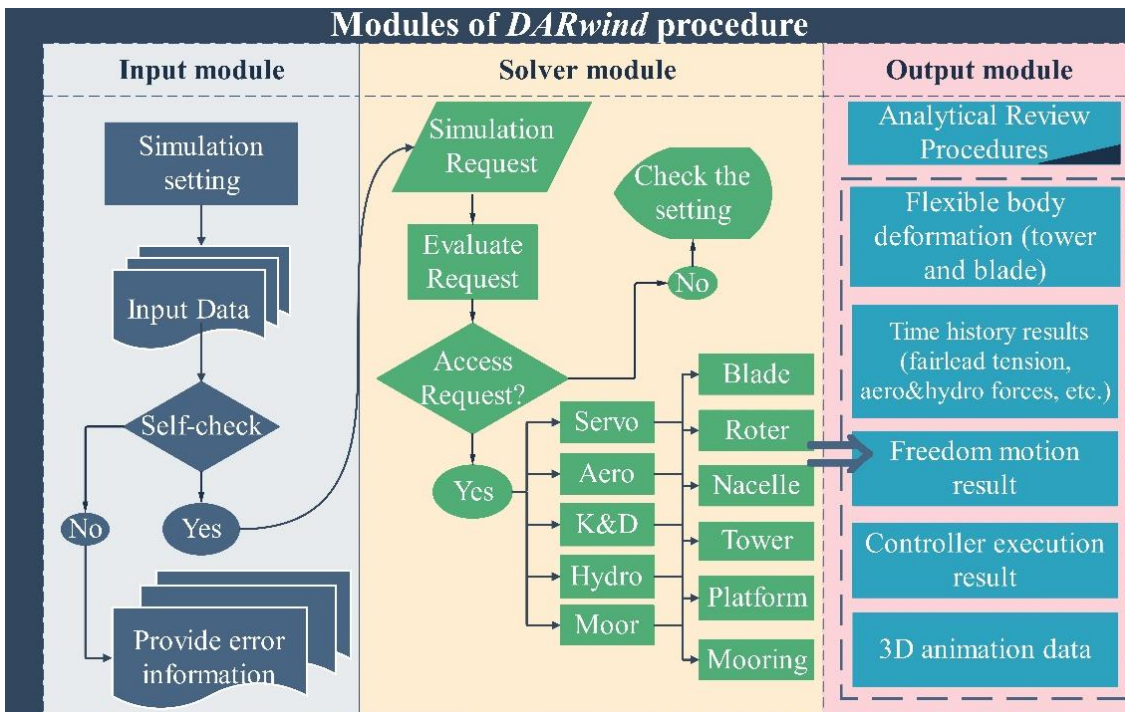 Modules of DARwind procedure
Input module
Simulation
setting
Input Data
Self-check
No
Yes
Provide error
information
Solver module
Simulation
Request
Evaluate
Request
Access
Request?
Check the
setting
No
Yes
Servo
Aero
K&D
Hydro
Moor
Blade
Roter
Nacelle
Tower
Platform
Mooring
Output module
Analytical Review
Procedures
Flexible body
deformation (tower
and blade)
Time history results
(fairlead tension,
aero&hydro forces, etc.)
Freedom motion
result
Controller execution
result
3D animation data